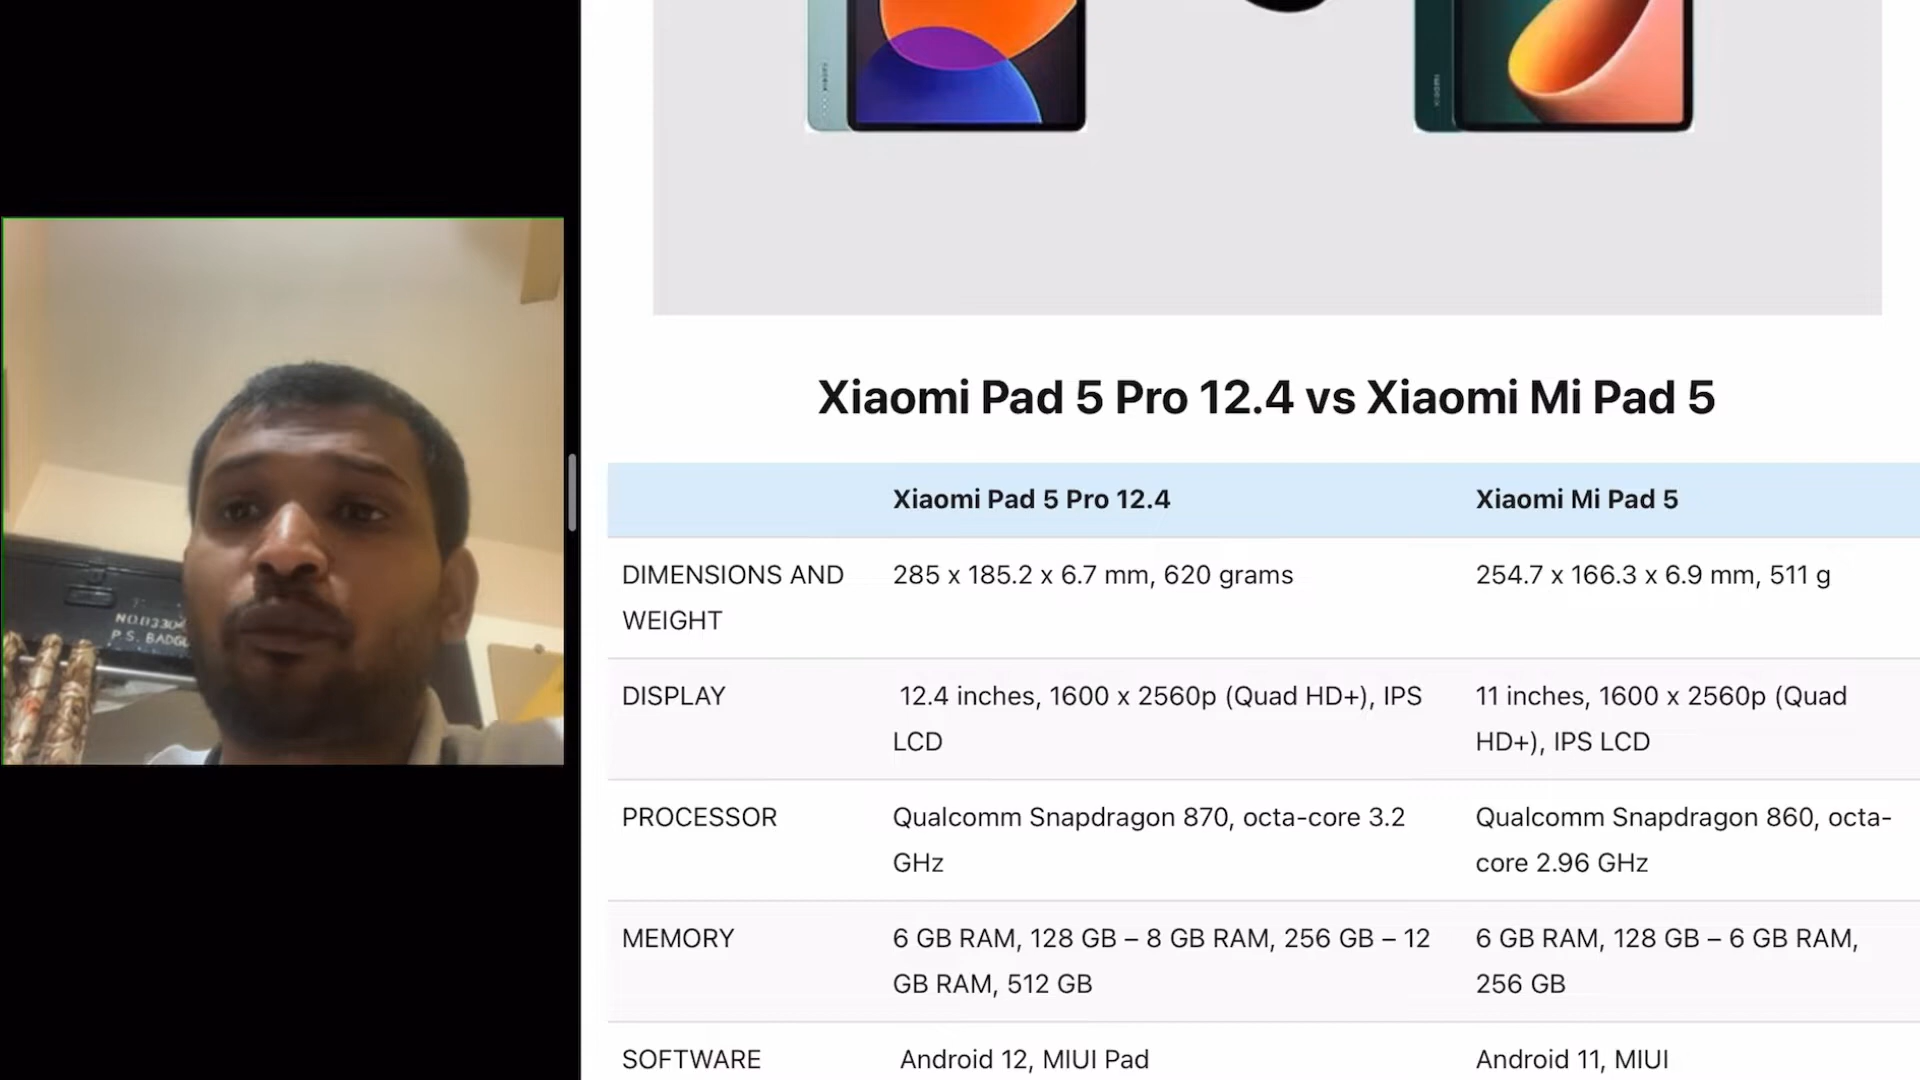 NO.0330
P.S. BADG
Xiaomi Pad 5 Pro 12.4 vs Xiaomi Mi Pad 5
Xiaomi Pad 5 Pro 12.4 Xiaomi Mi Pad 5
DIMENSIONS AND 285 x 185.2 x 6.7 mm, 620 grams 254.7 x 166.3 x 6.9 mm, 511 g
WEIGHT
DISPLAY 12.4 inches, 1600 x 2560p (Quad HD+), IPS 11 inches, 1600 x 2560p (Quad
LCD HD+), IPS LCD
PROCESSOR Qualcomm Snapdragon 870, octa-core 3.2 Qualcomm Snapdragon 860, octa-
GHz core 2.96 GHz
MEMORY 6 GB RAM, 128 GB – 8 GB RAM, 256 GB – 12 6 GB RAM, 128 GB – 6 GB RAM,
GB RAM, 512 GB 256 GB
SOFTWARE Android 12, MIUI Pad Android 11, MIUI